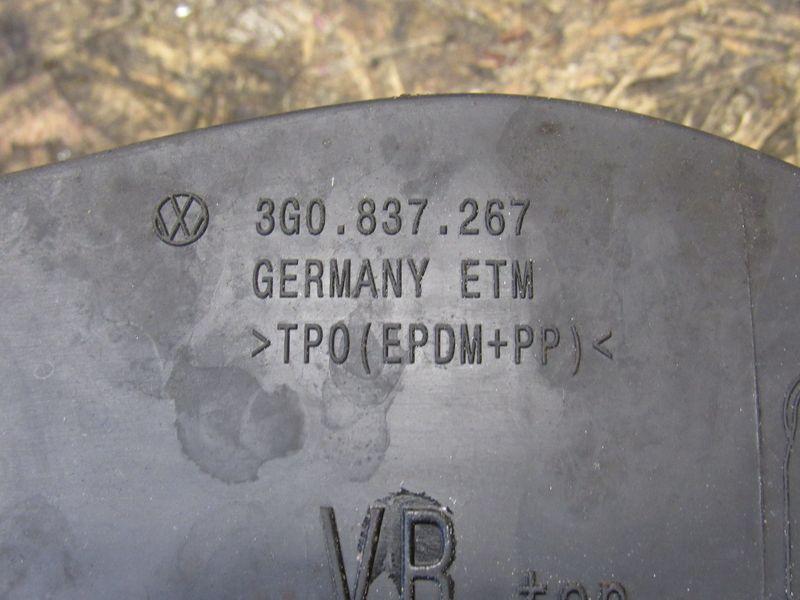 3G0.837.267
GERMANY ETM
>TPO(EPDM+PP)<
VR